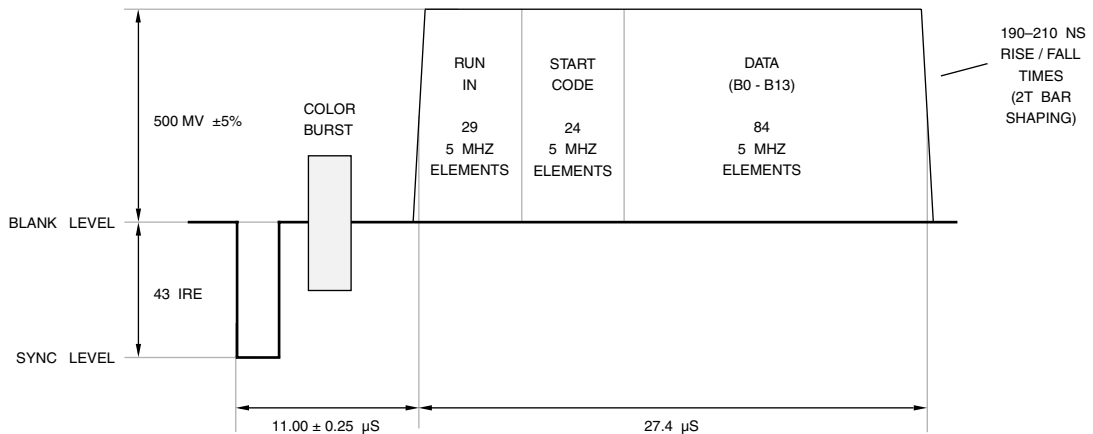 190–210 NS
RISE / FALL
TIMES
(2T BAR
SHAPING)
RUN
IN
29
5 MHZ
ELEMENTS
START
CODE
24
5 MHZ
ELEMENTS
DATA
(B0 - B13)
84
5 MHZ
ELEMENTS
500 MV ±5%
COLOR
BURST
BLANK LEVEL
43 IRE
SYNC LEVEL
11.00 ± 0.25 µS
27.4 µS